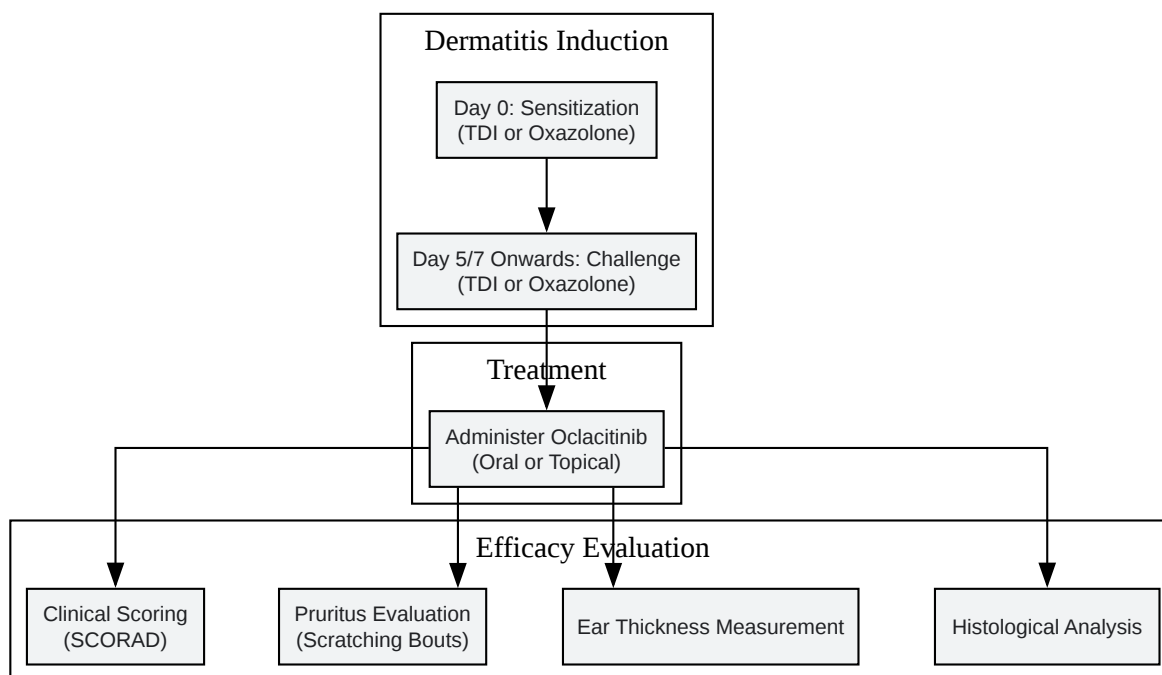 Dermatitis Induction
Day 0: Sensitization
(TDI or Oxazolone)
Day 5/7 Onwards: Challenge
(TDI or Oxazolone)
Treatment
Administer Oclacitinib
(Oral or Topical)
Efficacy Evaluation
Clinical Scoring
(SCORAD)
Pruritus Evaluation
(Scratching Bouts)
Ear Thickness Measurement
Histological Analysis